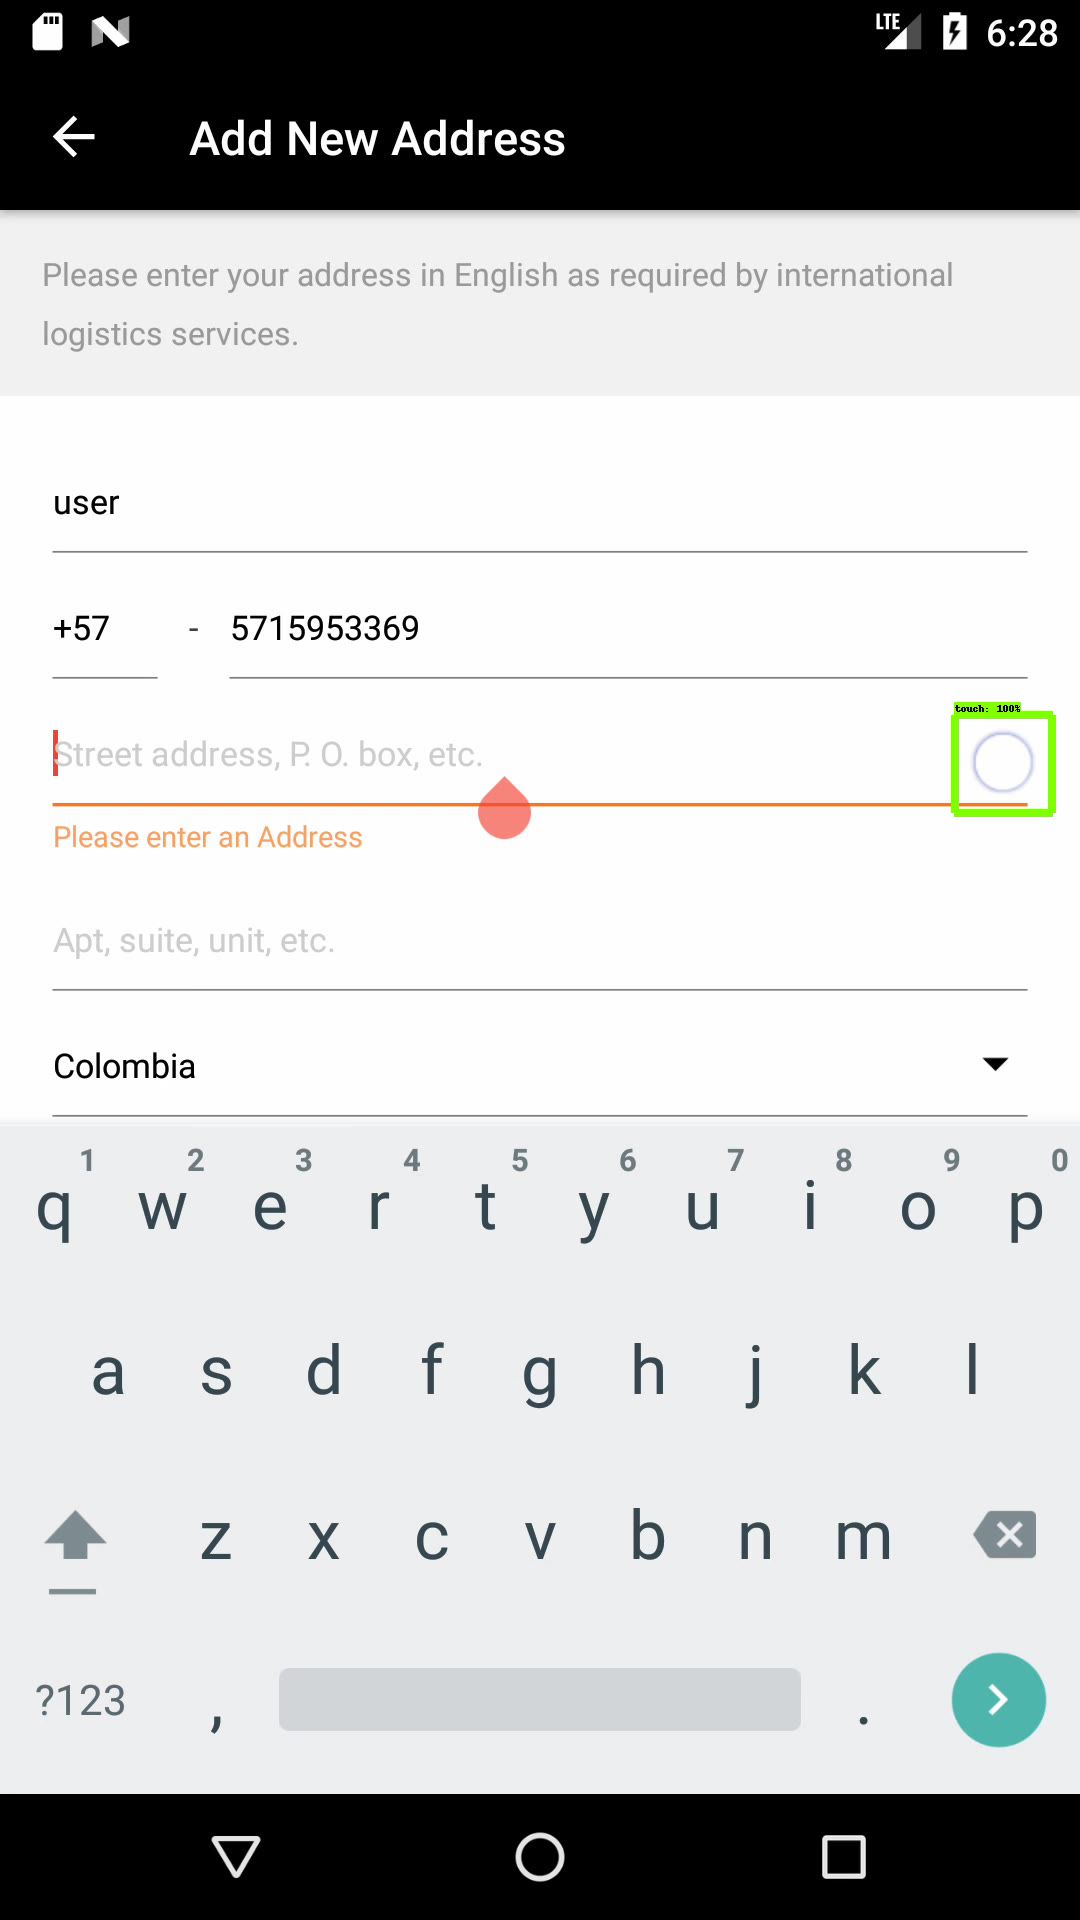 LTE 6:28
Add New Address
Please enter your address in English as required by international
logistics services.
user
+57 - 5715953369
touch: 100%
Street address, P. O. box, etc.
Please enter an Address
Apt, suite, unit, etc.
Colombia
1 2 3 4 5 6 7 8 9 0
q w e r t y u i o p
a s d f g h j k l
z x c v b n m
?123 , .